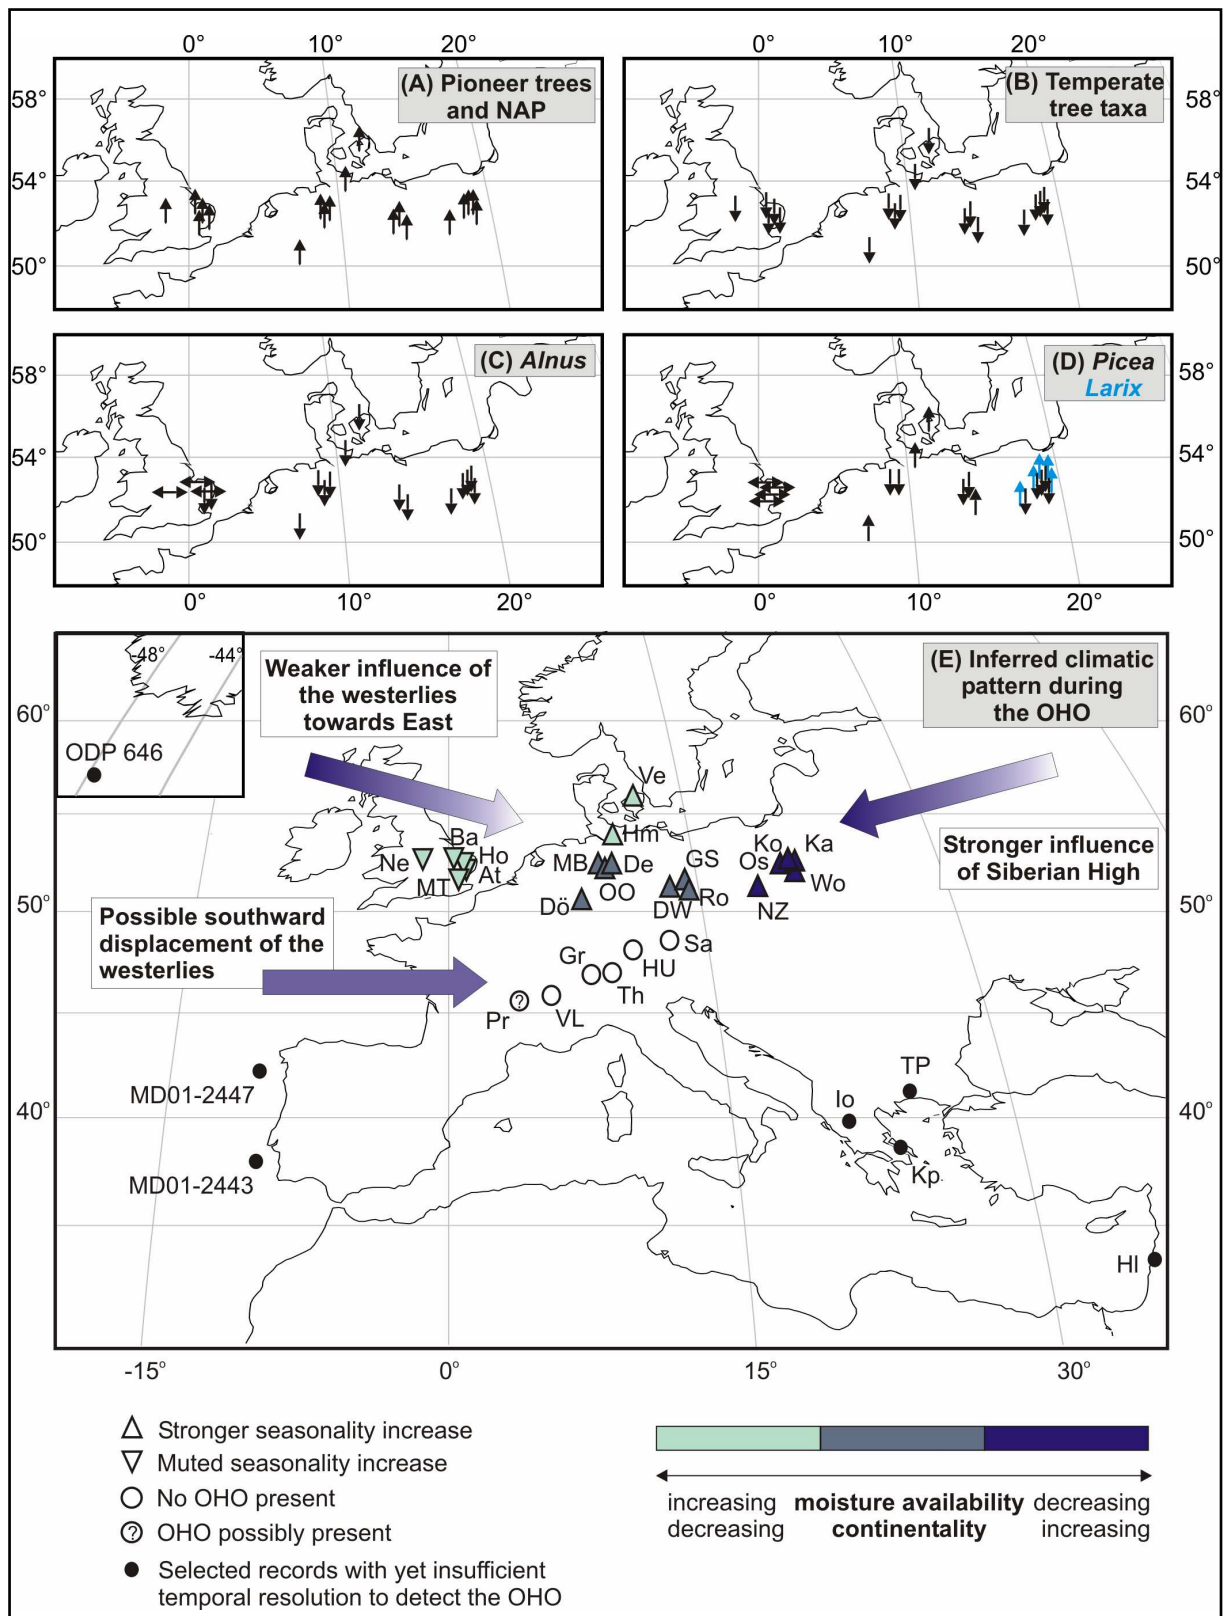 0° 10° 20°
0° 10° 20°
(A) Pioneer trees
and NAP
58°
54°
50°
(B) Temperate
tree taxa
58°
54°
50°
(C) Alnus
58°
54°
50°
(D) Picea
Larix
58°
54°
50°
0° 10° 20°
0° 10° 20°
-48° -44°
ODP 646
Weaker influence of
the westerlies
towards East
(E) Inferred climatic
pattern during
the OHO
60°
60°
Ve
Hm
Stronger influence
of Siberian High
Ba
Ho
Ne
At
MT
MB
De
OO
Dö
GS
DW
Ro
Ko
Ka
Os
Wo
NZ
50°
50°
Possible southward
displacement of the
westerlies
Sa
HU
Gr
Th
VL
Pr
?
MD01-2447
MD01-2443
TP
Io
Kp
HI
40°
40°
-15° 0° 15° 30°
Stronger seasonality increase
Muted seasonality increase
No OHO present
? OHO possibly present
Selected records with yet insufficient
temporal resolution to detect the OHO
increasing moisture availability decreasing
decreasing continentality increasing